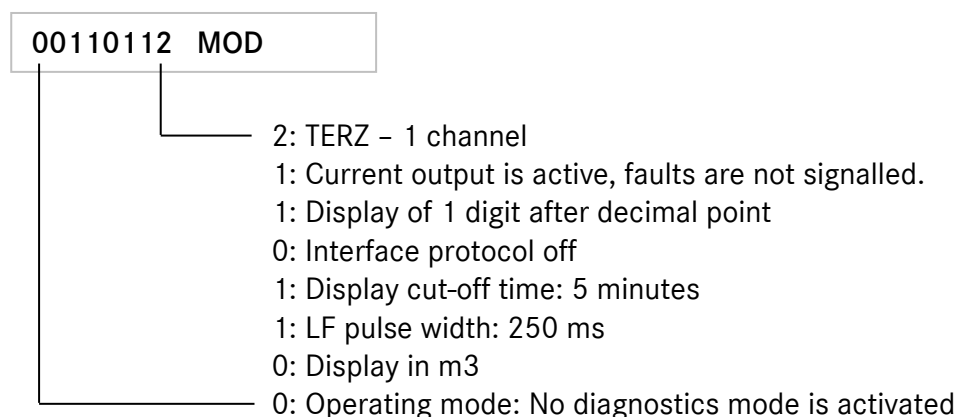 00110112 MOD
2: TERZ – 1 channel
1: Current output is active, faults are not signalled.
1: Display of 1 digit after decimal point
0: Interface protocol off
1: Display cut-off time: 5 minutes
1: LF pulse width: 250 ms
0: Display in m3
0: Operating mode: No diagnostics mode is activated